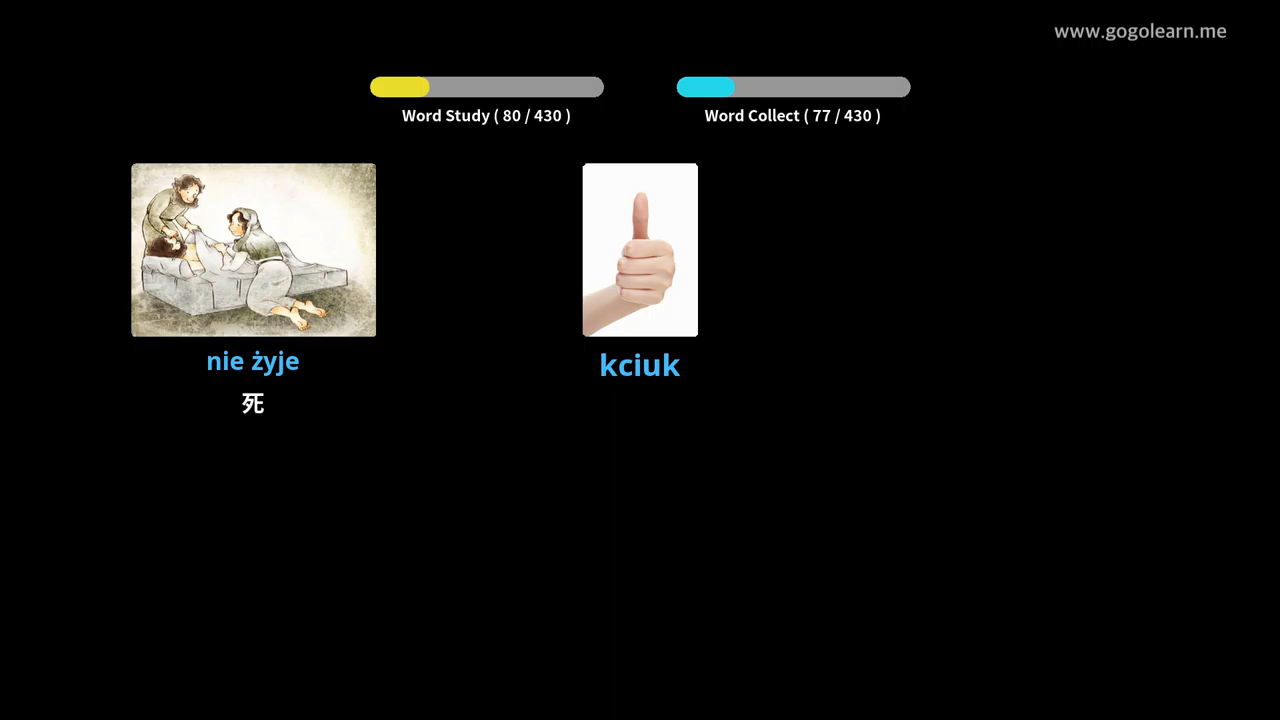 www.gogolearn.me
Word Study ( 80 / 430 )
Word Collect ( 77 / 430 )
nie żyje
kciuk
死